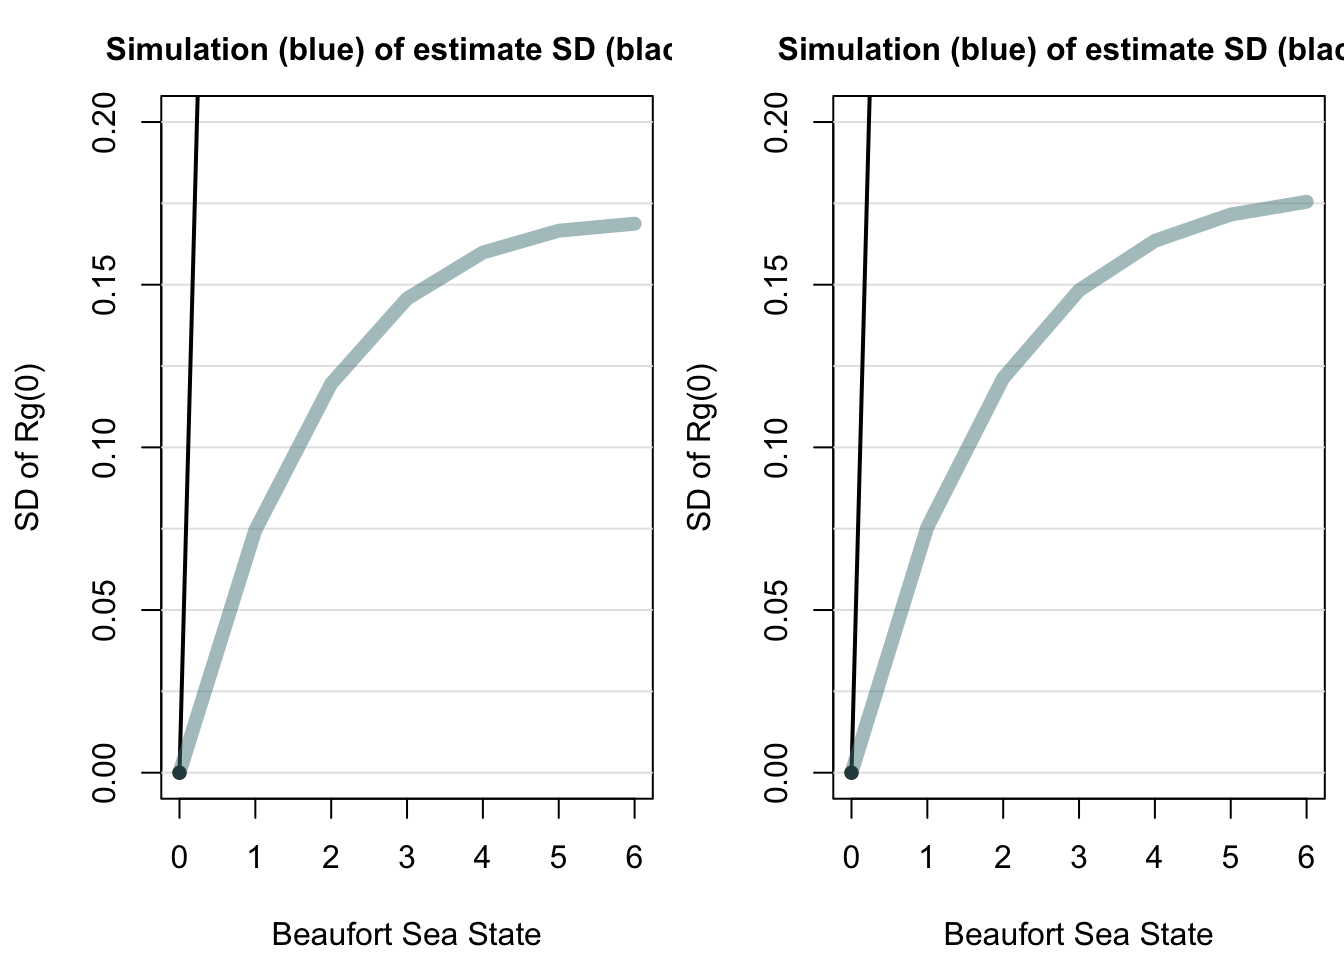 Simulation (blue) of estimate SD (blac
SD of Rg(0)
0.20
0.15
0.10
0.05
0.00
0 1 2 3 4 5 6
Beaufort Sea State
Simulation (blue) of estimate SD (blac
SD of Rg(0)
0.20
0.15
0.10
0.05
0.00
0 1 2 3 4 5 6
Beaufort Sea State